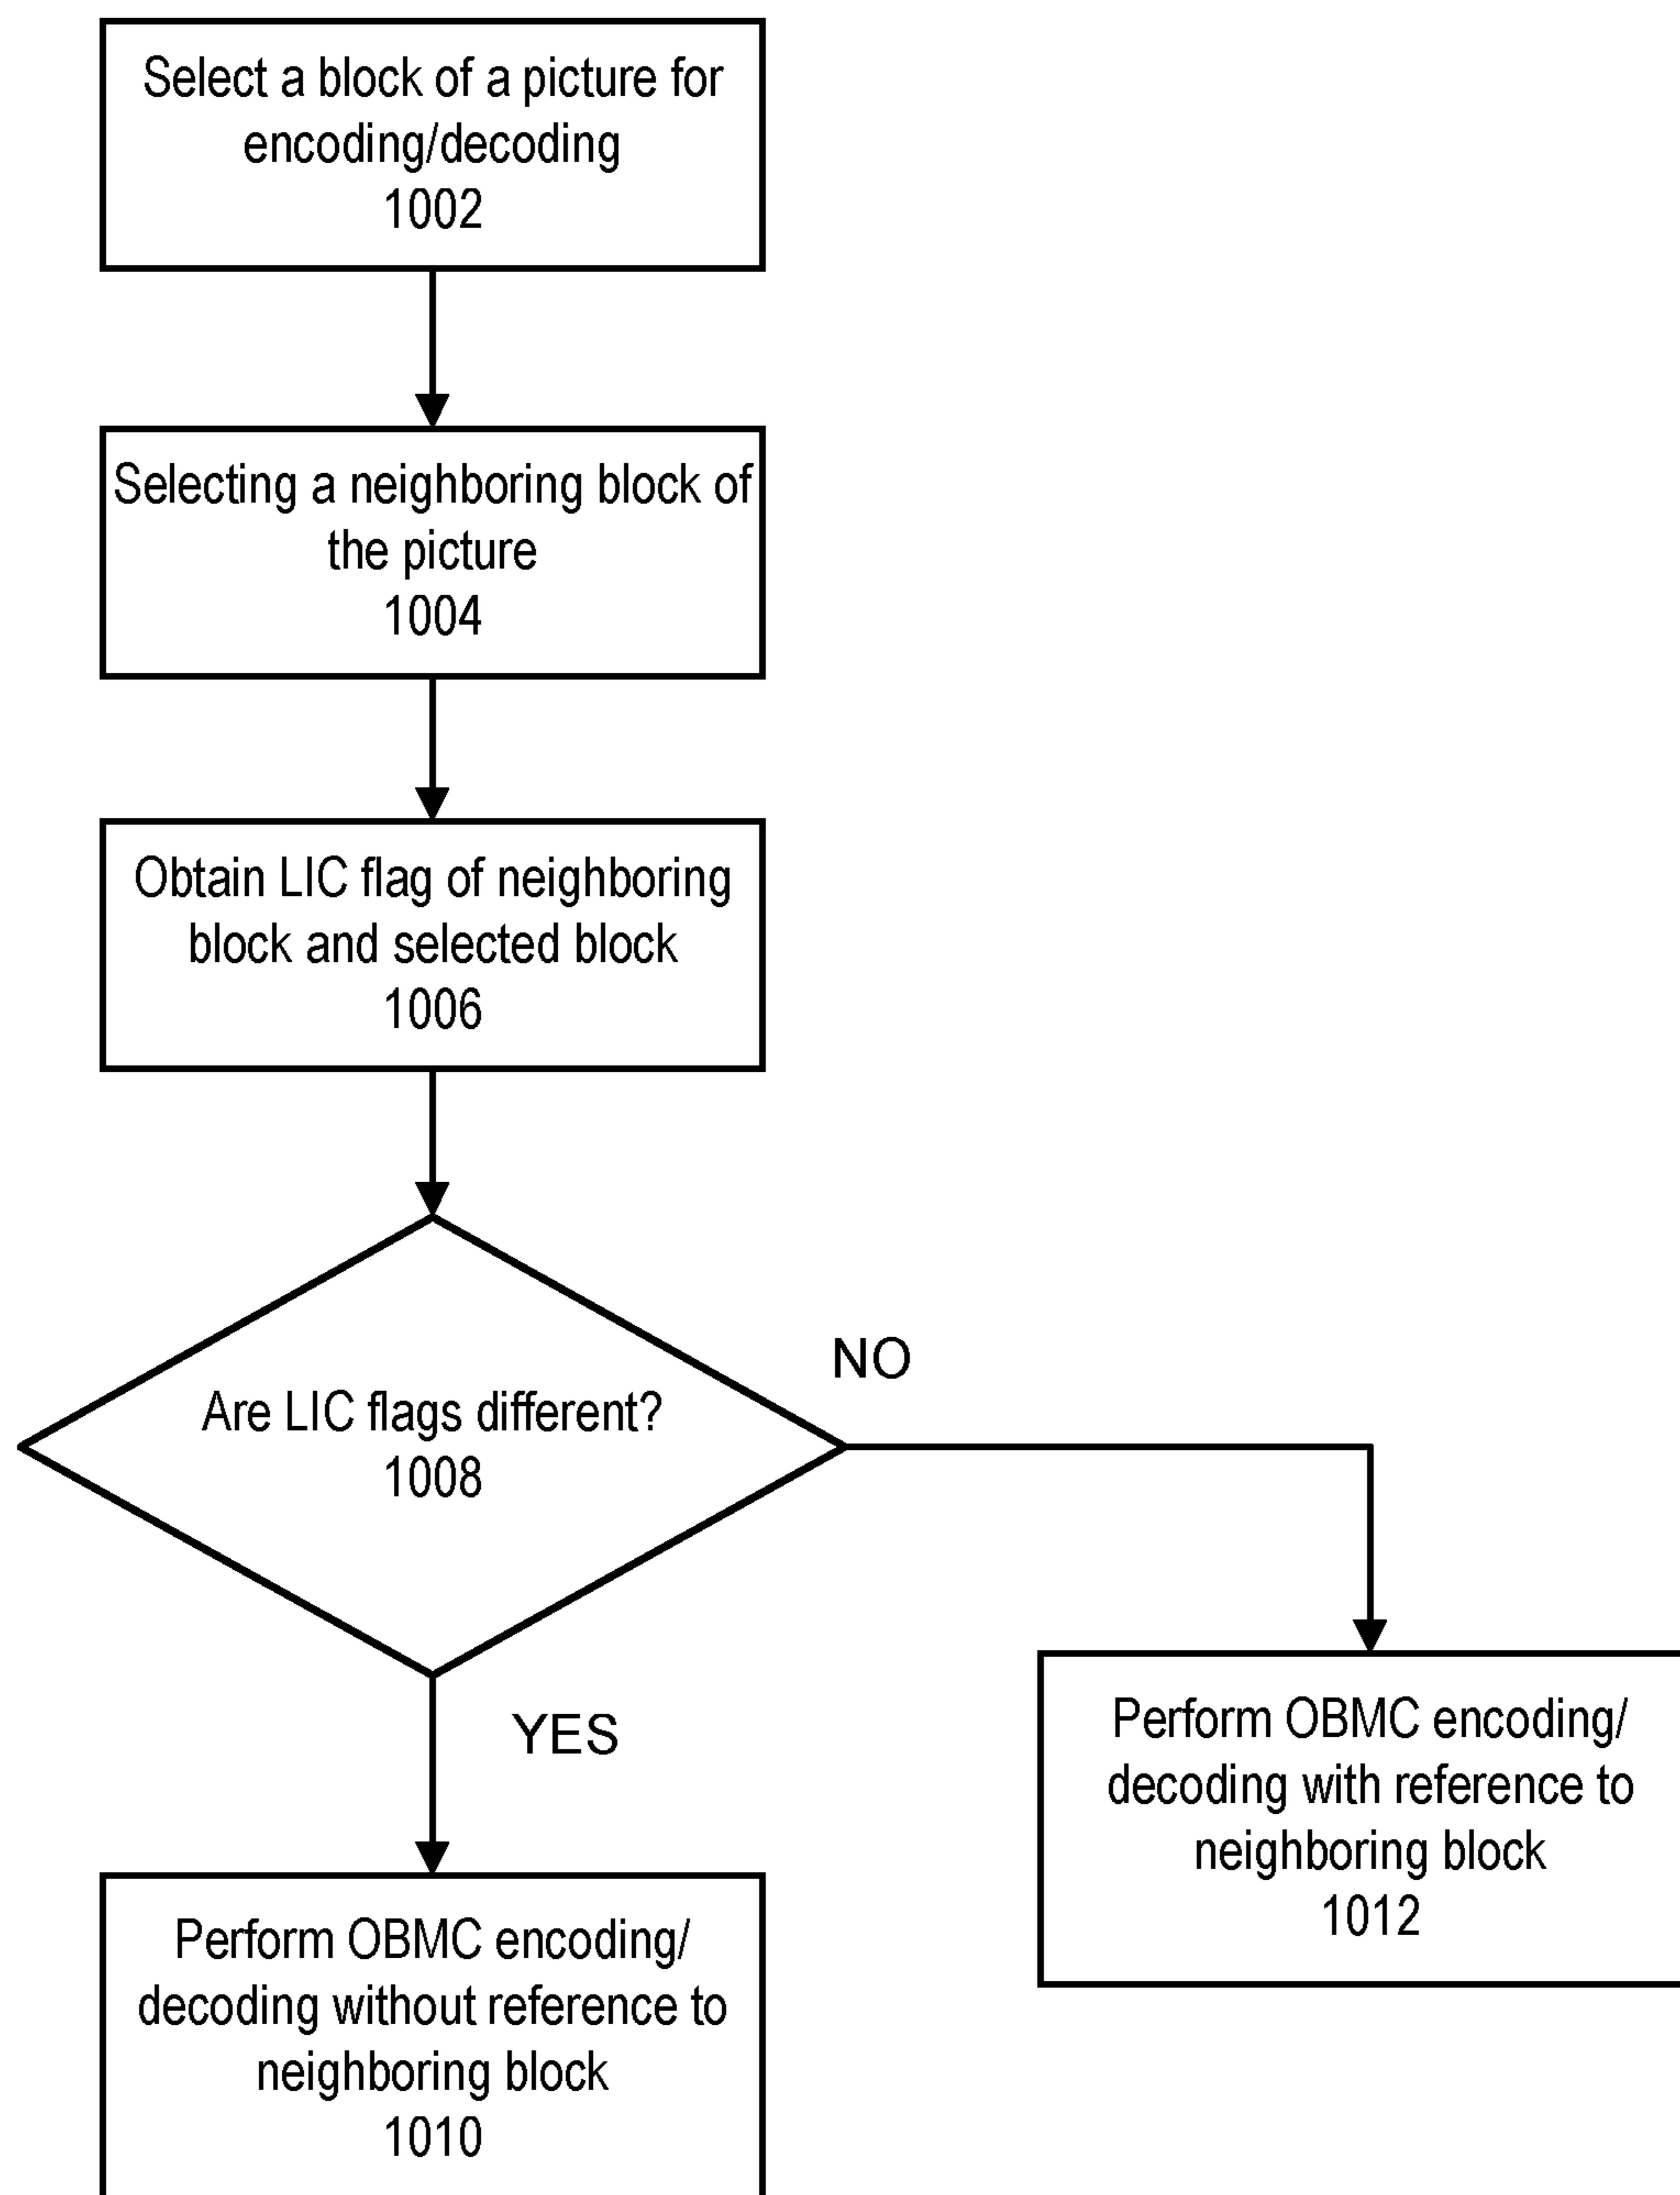 Select a block of a picture for
encoding/decoding
1002
Selecting a neighboring block of
the picture
1004
Obtain LIC flag of neighboring
block and selected block
1006
Are LIC flags different?
1008
NO
YES
Perform OBMC encoding/
decoding with reference to
neighboring block
1012
Perform OBMC encoding/
decoding without reference to
neighboring block
1010